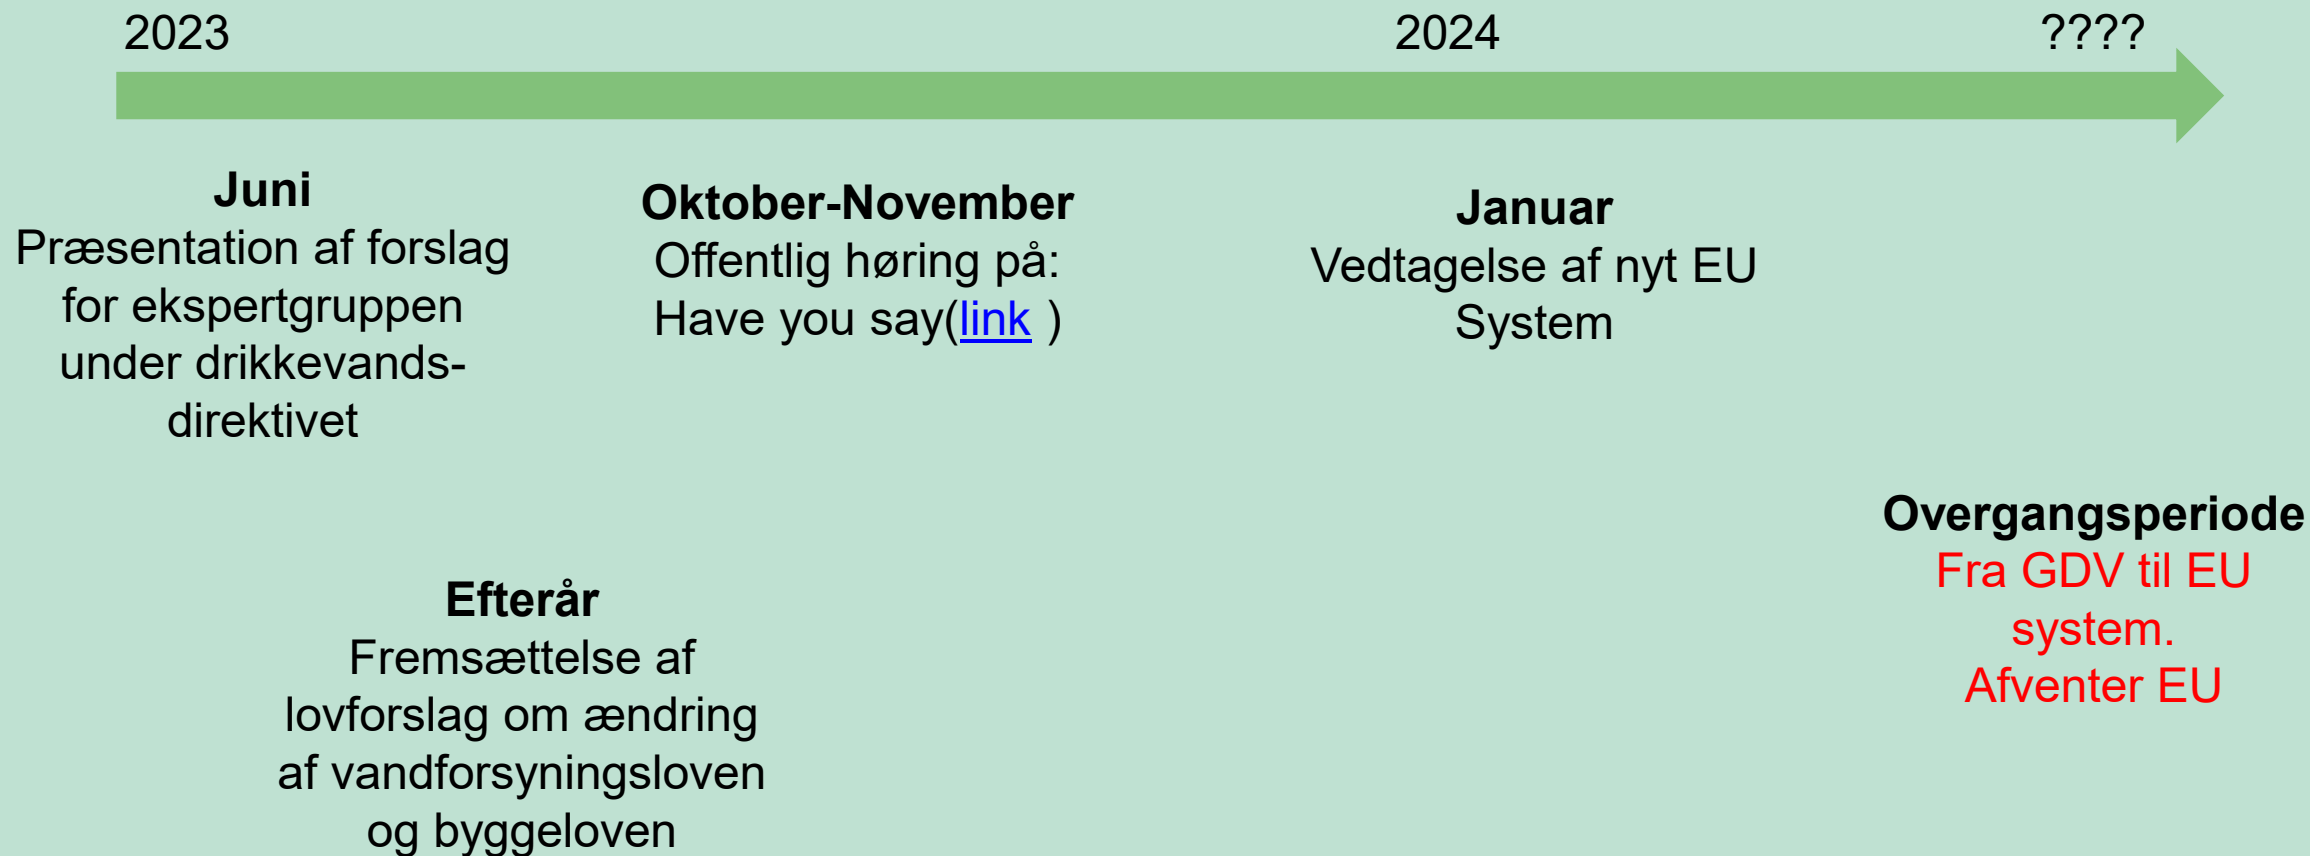 2023
2024
????
Juni
Præsentation af forslag
for ekspertgruppen
under drikkevands-
direktivet
Oktober-November
Offentlig høring på:
Have you say(link )
Januar
Vedtagelse af nyt EU
System
Efterår
Fremsættelse af
lovforslag om ændring
af vandforsyningsloven
og byggeloven
Overgangsperiode
Fra GDV til EU
system.
Afventer EU